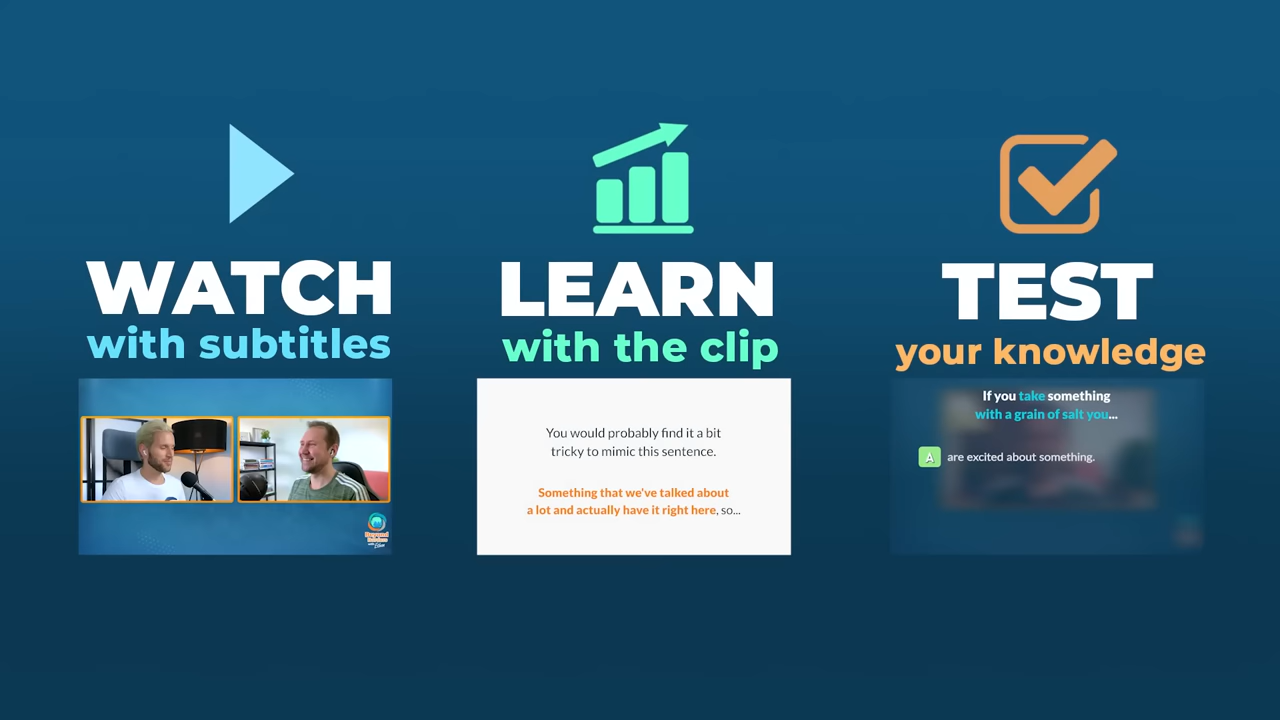 WATCH
with subtitles
LEARN
with the clip
You would probably find it a bit
tricky to mimic this sentence.
Something that we've talked about
a lot and actually have it right here, so...
TEST
your knowledge
If you take something
with a grain of salt you...
A are excited about something.